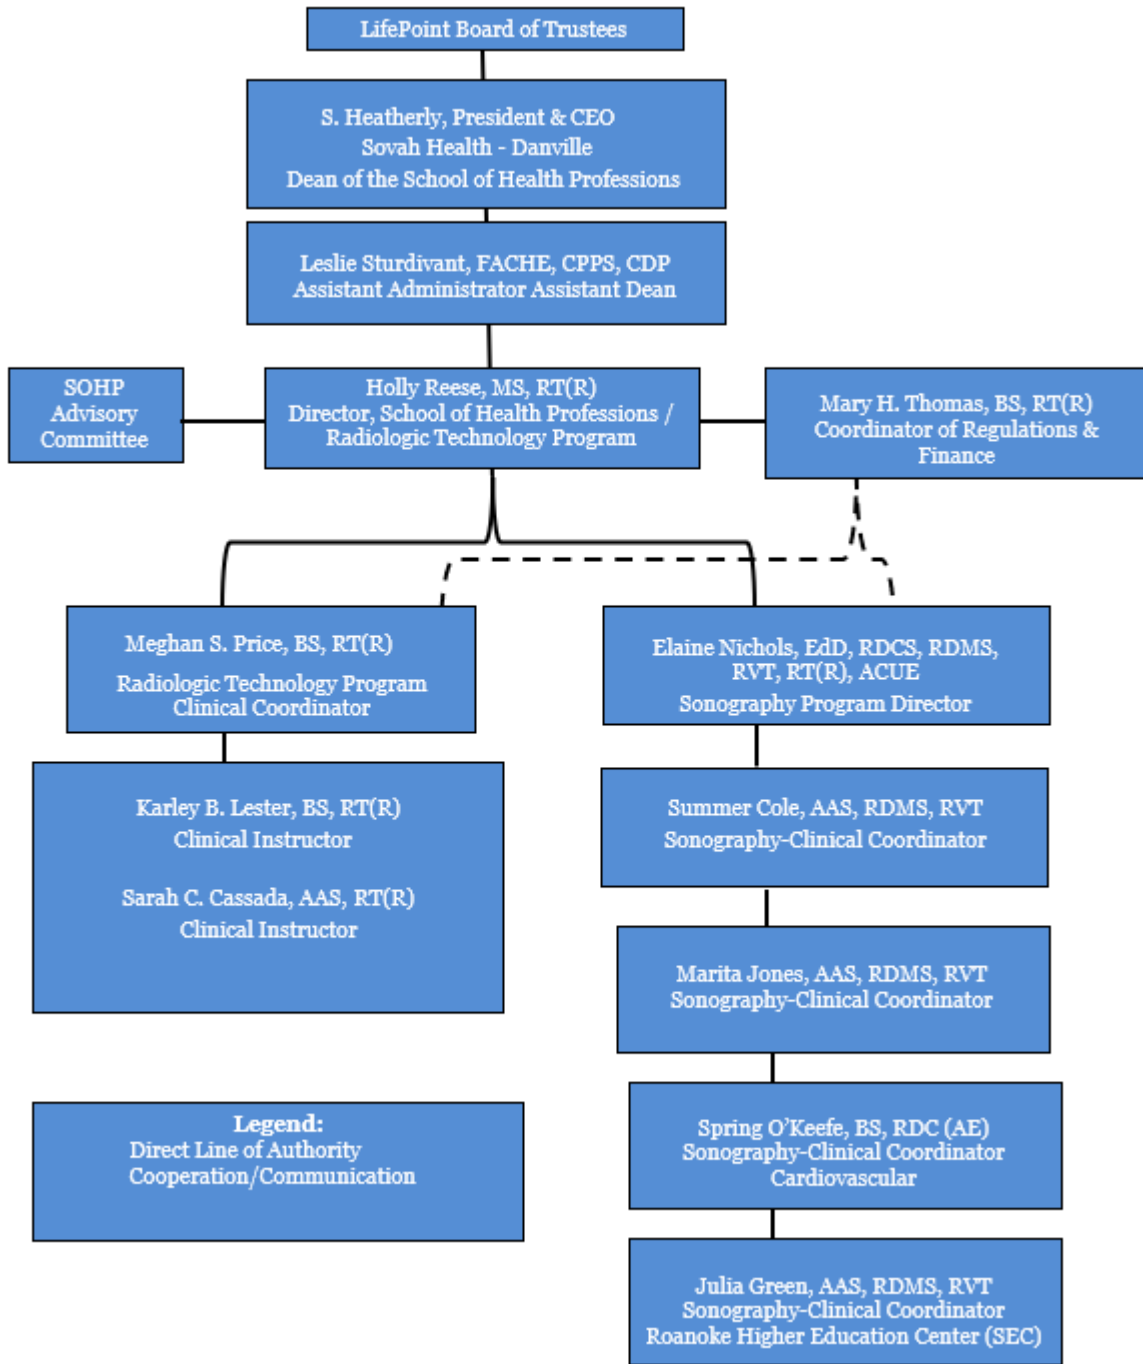 LifePoint Board of Trustees
S. Heatherly, President & CEO
Sovah Health - Danville
Dean of the School of Health Professions
Leslie Sturdivant, FACHE, CPPS, CDP
Assistant Administrator Assistant Dean
SOHP
Advisory
Committee
Holly Reese, MS, RT(R)
Director, School of Health Professions /
Radiologic Technology Program
Mary H. Thomas, BS, RT(R)
Coordinator of Regulations &
Finance
Meghan S. Price, BS, RT(R)
Radiologic Technology Program
Clinical Coordinator
Elaine Nichols, EdD, RDCS, RDMS,
RVT, RT(R), ACUE
Sonography Program Director
Karley B. Lester, BS, RT(R)
Clinical Instructor
Sarah C. Cassada, AAS, RT(R)
Clinical Instructor
Summer Cole, AAS, RDMS, RVT
Sonography-Clinical Coordinator
Marita Jones, AAS, RDMS, RVT
Sonography-Clinical Coordinator
Spring O’Keefe, BS, RDC (AE)
Sonography-Clinical Coordinator
Cardiovascular
Julia Green, AAS, RDMS, RVT
Sonography-Clinical Coordinator
Roanoke Higher Education Center (SEC)
Legend:
Direct Line of Authority
Cooperation/Communication